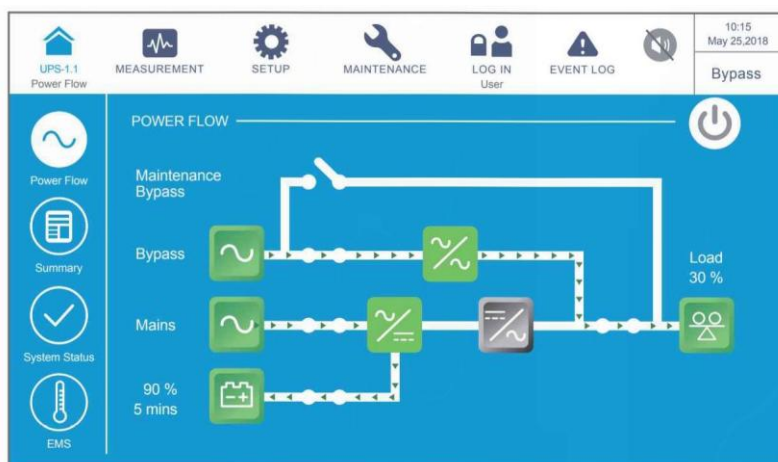 UPS-1.1
Power Flow
MEASUREMENT
SETUP
MAINTENANCE
LOG IN
User
EVENT LOG
10:15
May 25,2018
Bypass
POWER FLOW
Power Flow
Summary
System Status
EMS
Maintenance
Bypass
Bypass
Mains
90 %
5 mins
Load
30 %